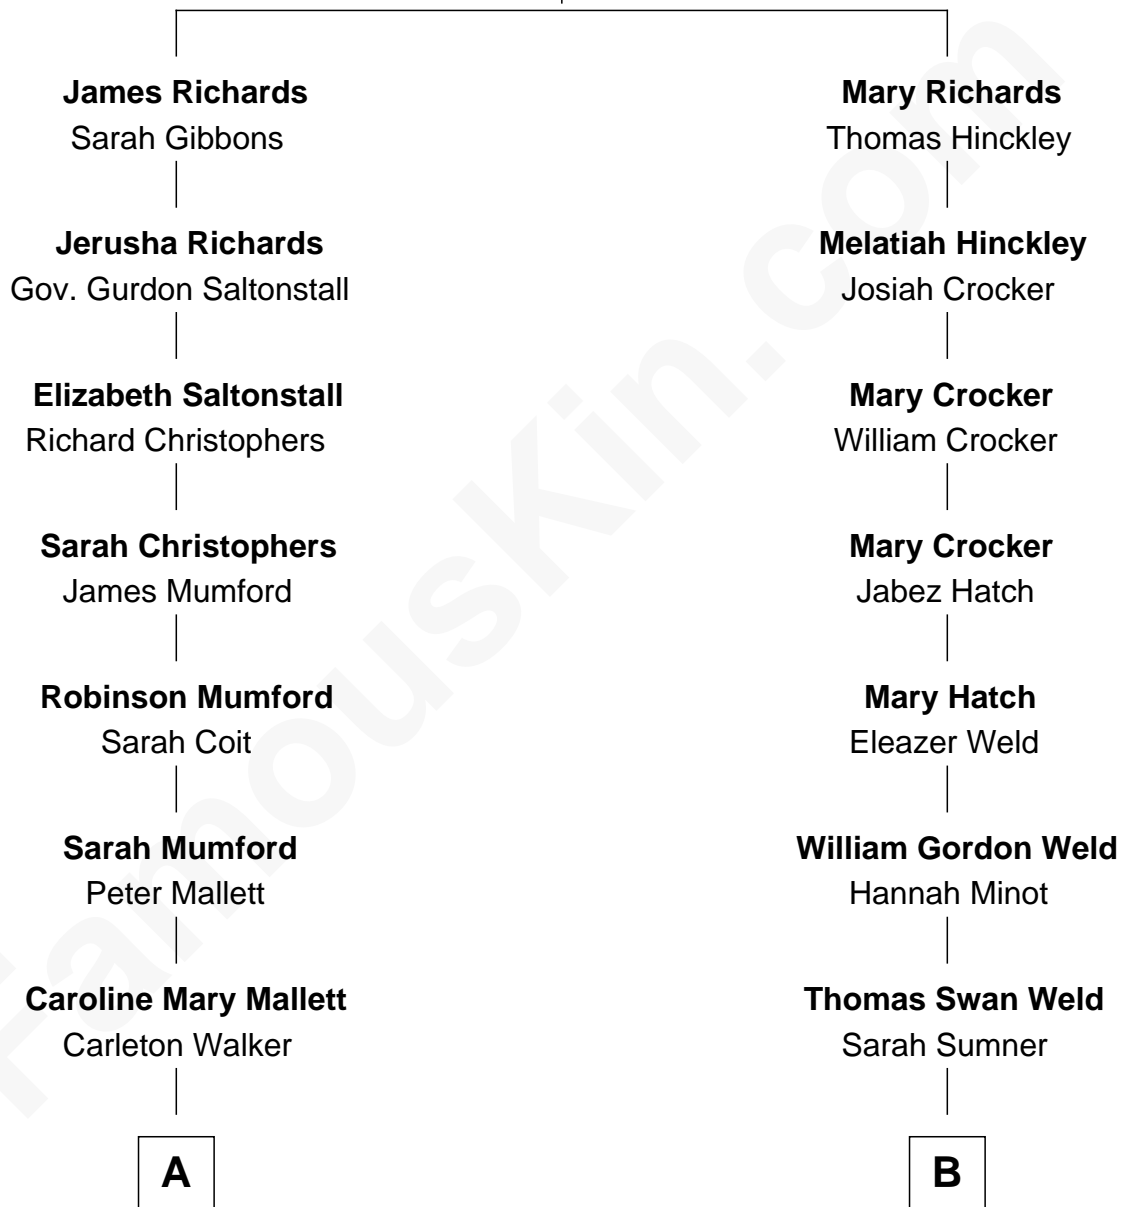 James Richards
Sarah Gibbons
Jerusha Richards
Gov. Gurdon Saltonstall
Elizabeth Saltonstall
Richard Christophers
Sarah Christophers
James Mumford
Robinson Mumford
Sarah Coit
Sarah Mumford
Peter Mallett
Caroline Mary Mallett
Carleton Walker
A
Mary Richards
Thomas Hinckley
Melatiah Hinckley
Josiah Crocker
Mary Crocker
William Crocker
Mary Crocker
Jabez Hatch
Mary Hatch
Eleazer Weld
William Gordon Weld
Hannah Minot
Thomas Swan Weld
Sarah Sumner
B
FamousKin.com